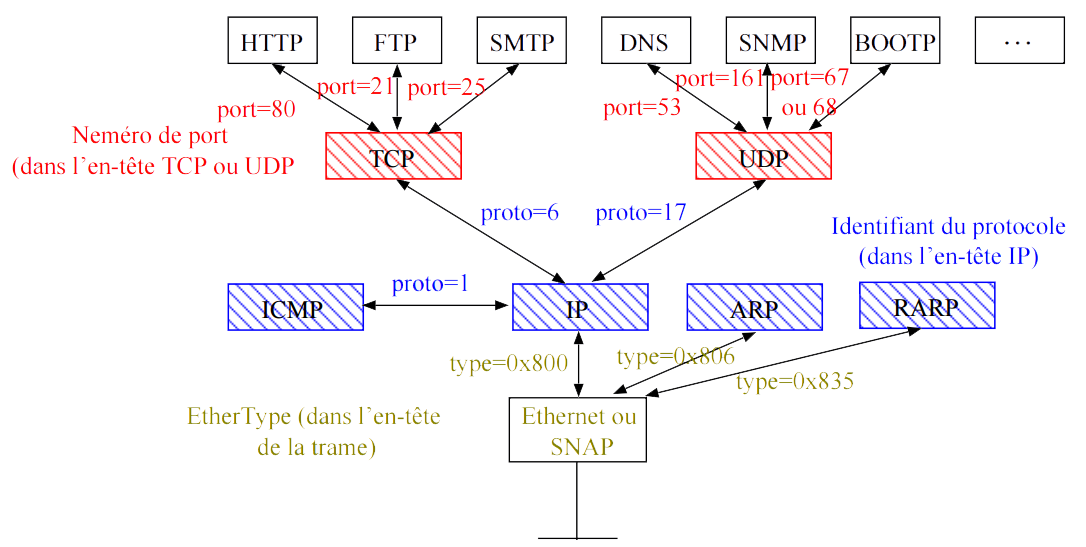 HTTP
FTP
SMTP
DNS
SNMP
BOOTP
...
port=80
port=21
port=25
port=53
port=161
port=67
ou 68
Neméro de port
(dans l'en-tête TCP ou UDP
TCP
UDP
proto=6
proto=17
Identifiant du protocole
(dans l'en-tête IP)
proto=1
ICMP
IP
ARP
RARP
type=0x800
type=0x806
type=0x835
EtherType (dans l'en-tête
de la trame)
Ethernet ou
SNAP